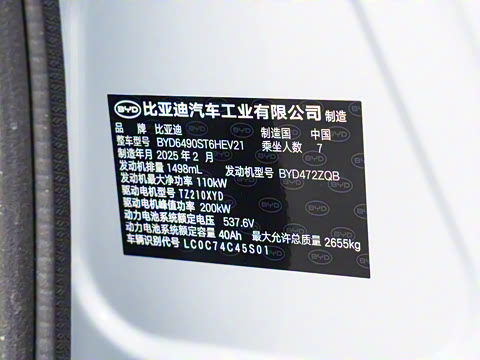 BYD 比亚迪汽车工业有限公司 制造
品 牌 比亚迪 制造国 中国
整车型号 BYD6490ST6HEV21 乘坐人数 7
制造年月 2025 年 2 月
发动机排量 1498mL 发动机型号 BYD472ZQB
发动机最大净功率 110kW
驱动电机型号 TZ210XYD
驱动电机峰值功率 200kW
动力电池系统额定电压 537.6V
动力电池系统额定容量 40Ah 最大允许总质量 2655kg
车辆识别代号 LC0C74C45S01